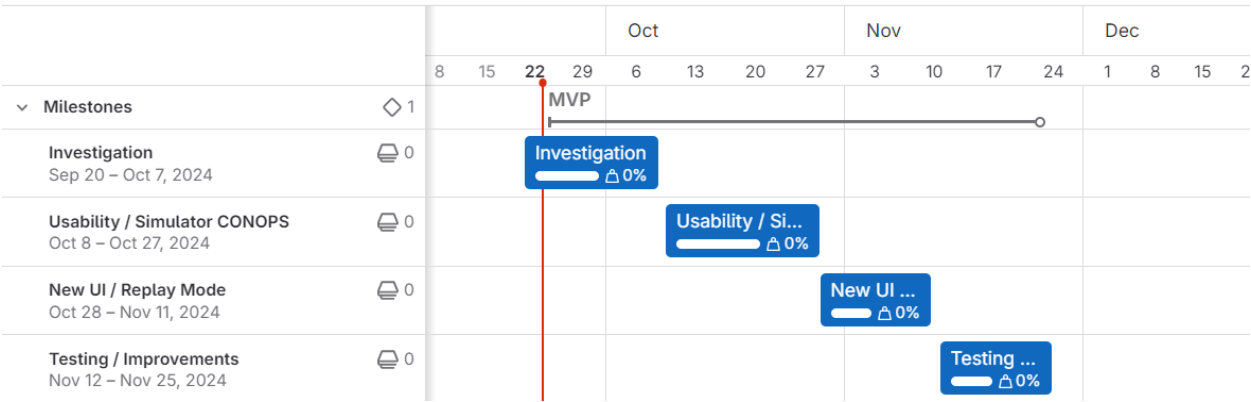 Oct Nov Dec
8 15 22 29 6 13 20 27 3 10 17 24 1 8 15
Milestones 1 MVP
Investigation 0
Sep 20 – Oct 7, 2024
Investigation
0%
Usability / Simulator CONOPS 0
Oct 8 – Oct 27, 2024
Usability / Si...
0%
New UI / Replay Mode 0
Oct 28 – Nov 11, 2024
New UI ...
0%
Testing / Improvements 0
Nov 12 – Nov 25, 2024
Testing ...
0%